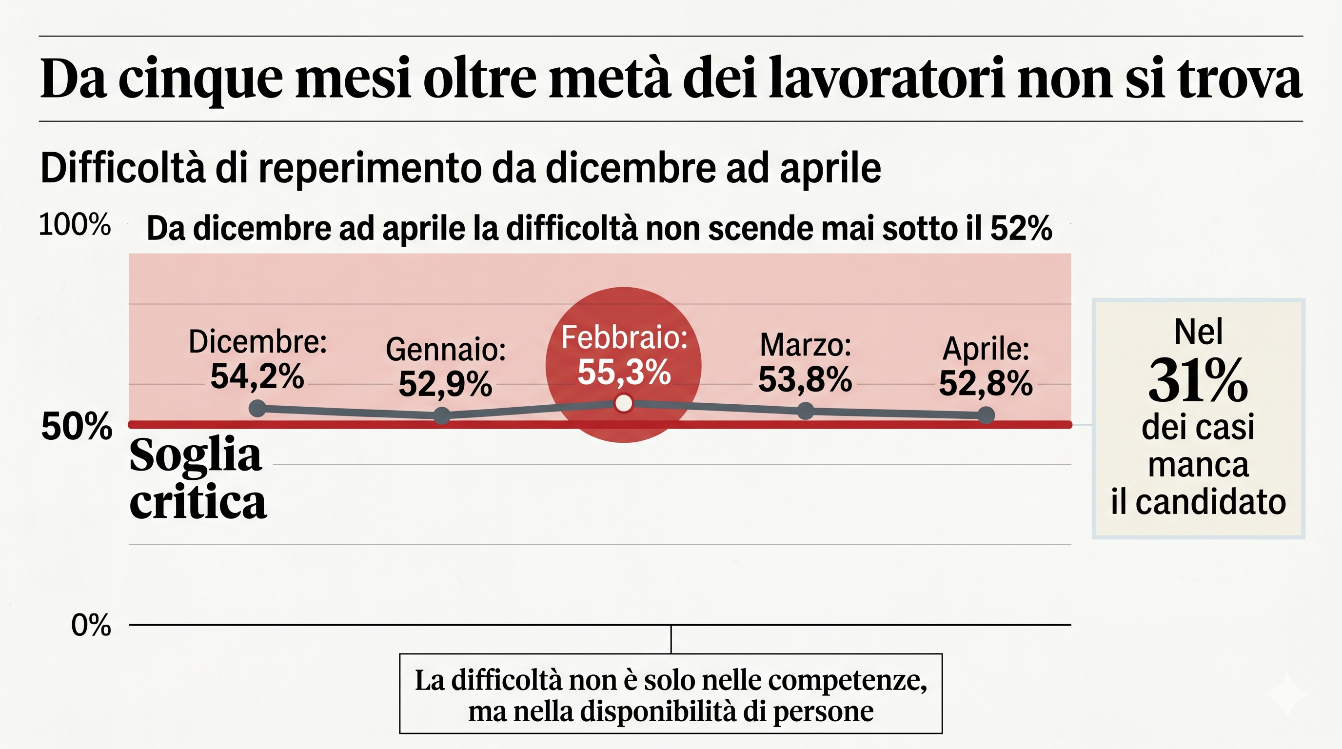 Da cinque mesi oltre metà dei lavoratori non si trova
Difficoltà di reperimento da dicembre ad aprile
100%
Da dicembre ad aprile la difficoltà non scende mai sotto il 52%
Dicembre:
54,2%
Gennaio:
52,9%
Febbraio:
55,3%
Marzo:
53,8%
Aprile:
52,8%
50%
Soglia
critica
0%
Nel
31%
dei casi
manca
il candidato
La difficoltà non è solo nelle competenze,
ma nella disponibilità di persone